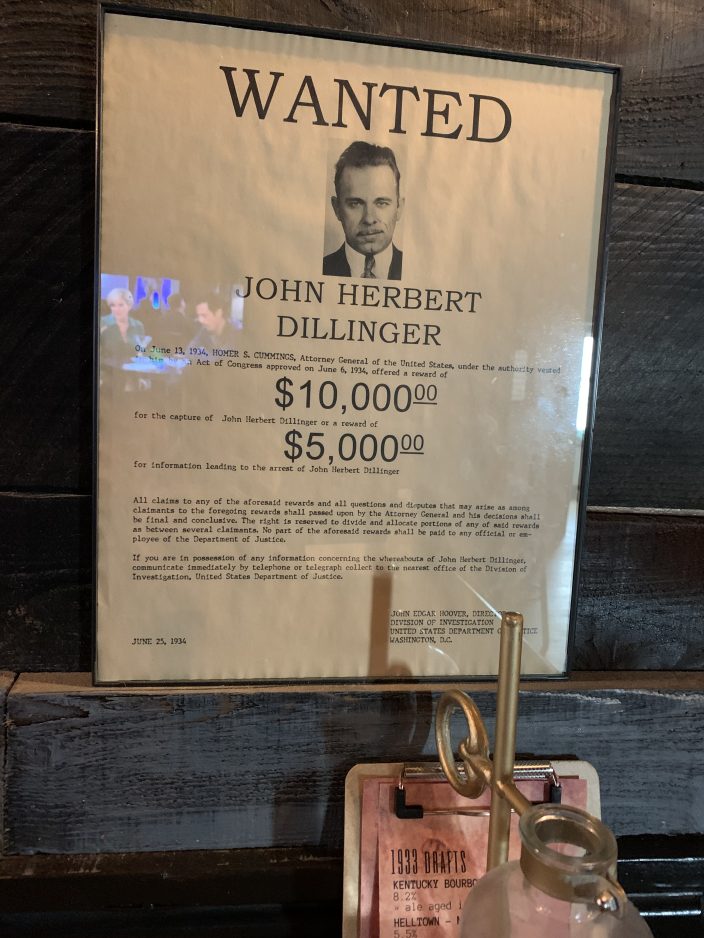 WANTED
JOHN HERBERT
DILLINGER
On June 13, 1934, HOMER S. CUMMINGS, Attorney General of the United States, under the authority vested
Act of Congress approved on June 6, 1934, offered a reward of
$10,00000
for the capture of John Herbert Dillinger or a reward of
$5,00000
for information leading to the arrest of John Herbert Dillinger
All claims to any of the aforesaid rewards and all questions and disputes that may arise as among
claimants to the foregoing rewards shall passed upon by the Attorney General and his decisions shall
be final and conclusive. The right is reserved to divide and allocate portions of any of said rewards
as between several claimants. No part of the aforesaid rewards shall be paid to any official or em-
ployee of the Department of Justice.
If you are in possession of any information concerning the whereabouts of John Herbert Dillinger,
communicate immediately by telephone or telegraph collect to the nearest office of the Division of
Investigation, United States Department of Justice.
JOHN EDGAR HOOVER,
DIVISION OF INVESTIGATION
UNITED STATES DEPARTMENT
WASHINGTON, D.C.
JUNE 25, 1934
1933 DRAFTS
KENTUCKY
8.2%
ale aged
HELLTOWN -
5.5%